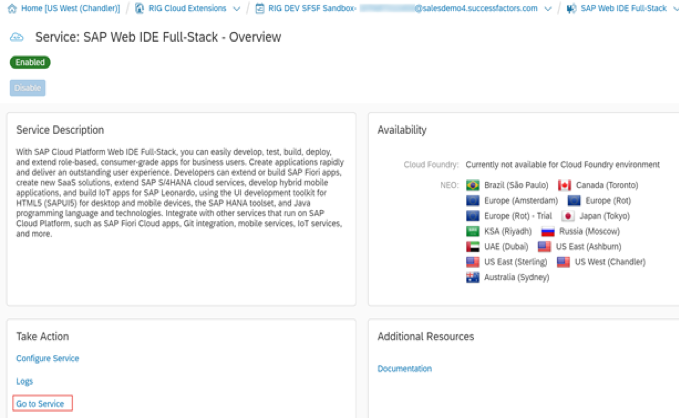 Home [US West (Chandler)] / RIG Cloud Extensions / RIG DEV SFSF Sandbox- @salesdemo4.successfactors.com / SAP Web IDE Full-Stack
Service: SAP Web IDE Full-Stack - Overview
Enabled
Disable
Service Description
With SAP Cloud Platform Web IDE Full-Stack, you can easily develop, test, build, deploy,
and extend role-based, consumer-grade apps for business users. Create applications rapidly
and deliver an outstanding user experience. Developers can extend or build SAP Fiori apps,
create new SaaS solutions, extend SAP S/4HANA cloud services, develop hybrid mobile
applications, and build IoT apps for SAP Leonardo, using the UI development toolkit for
HTML5 (SAPUI5) for desktop and mobile devices, the SAP HANA toolset, and Java
programming language and technologies. Integrate with other services that run on SAP
Cloud Platform, such as SAP Fiori Cloud apps, Git integration, mobile services, IoT services,
and more.
Availability
Cloud Foundry: Currently not available for Cloud Foundry environment
NEO: Brazil (São Paulo) Canada (Toronto)
Europe (Amsterdam) Europe (Rot)
Europe (Rot) - Trial Japan (Tokyo)
KSA (Riyadh) Russia (Moscow)
UAE (Dubai) US East (Ashburn)
US East (Sterling) US West (Chandler)
Australia (Sydney)
Take Action
Configure Service
Logs
Go to Service
Additional Resources
Documentation